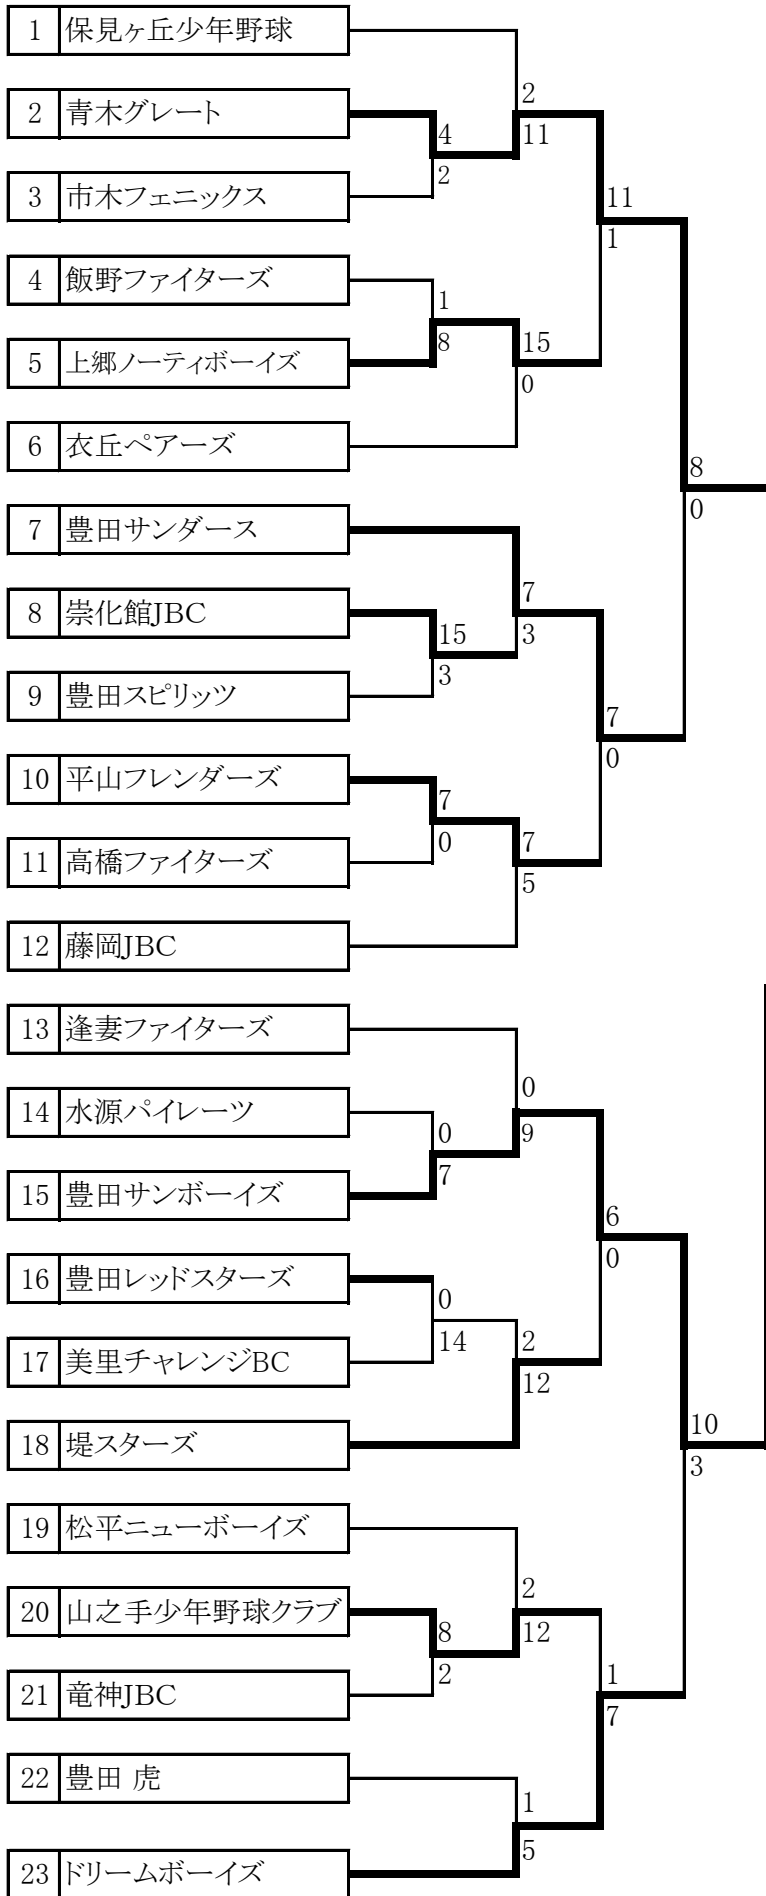 1 保見ヶ丘少年野球
2
2 青木グレート
4
11
2
3 市木フェニックス
11
1
4 飯野ファイターズ
1
8
15
5 上郷ノーティボーイズ
0
6 衣丘ペアーズ
8
0
7 豊田サンダース
7
8 崇化館JBC
15
3
3
9 豊田スピリッツ
7
0
10 平山フレンダーズ
7
0
7
11 高橋ファイターズ
5
12 藤岡JBC
13 逢妻ファイターズ
0
14 水源パイレーツ
0
9
7
15 豊田サンボーイズ
6
0
16 豊田レッドスターズ
0
14
2
17 美里チャレンジBC
12
10
18 堤スターズ
3
19 松平ニューボーイズ
2
20 山之手少年野球クラブ
8
12
2
1
21 竜神JBC
7
22 豊田 虎
1
5
23 ドリームボーイズ